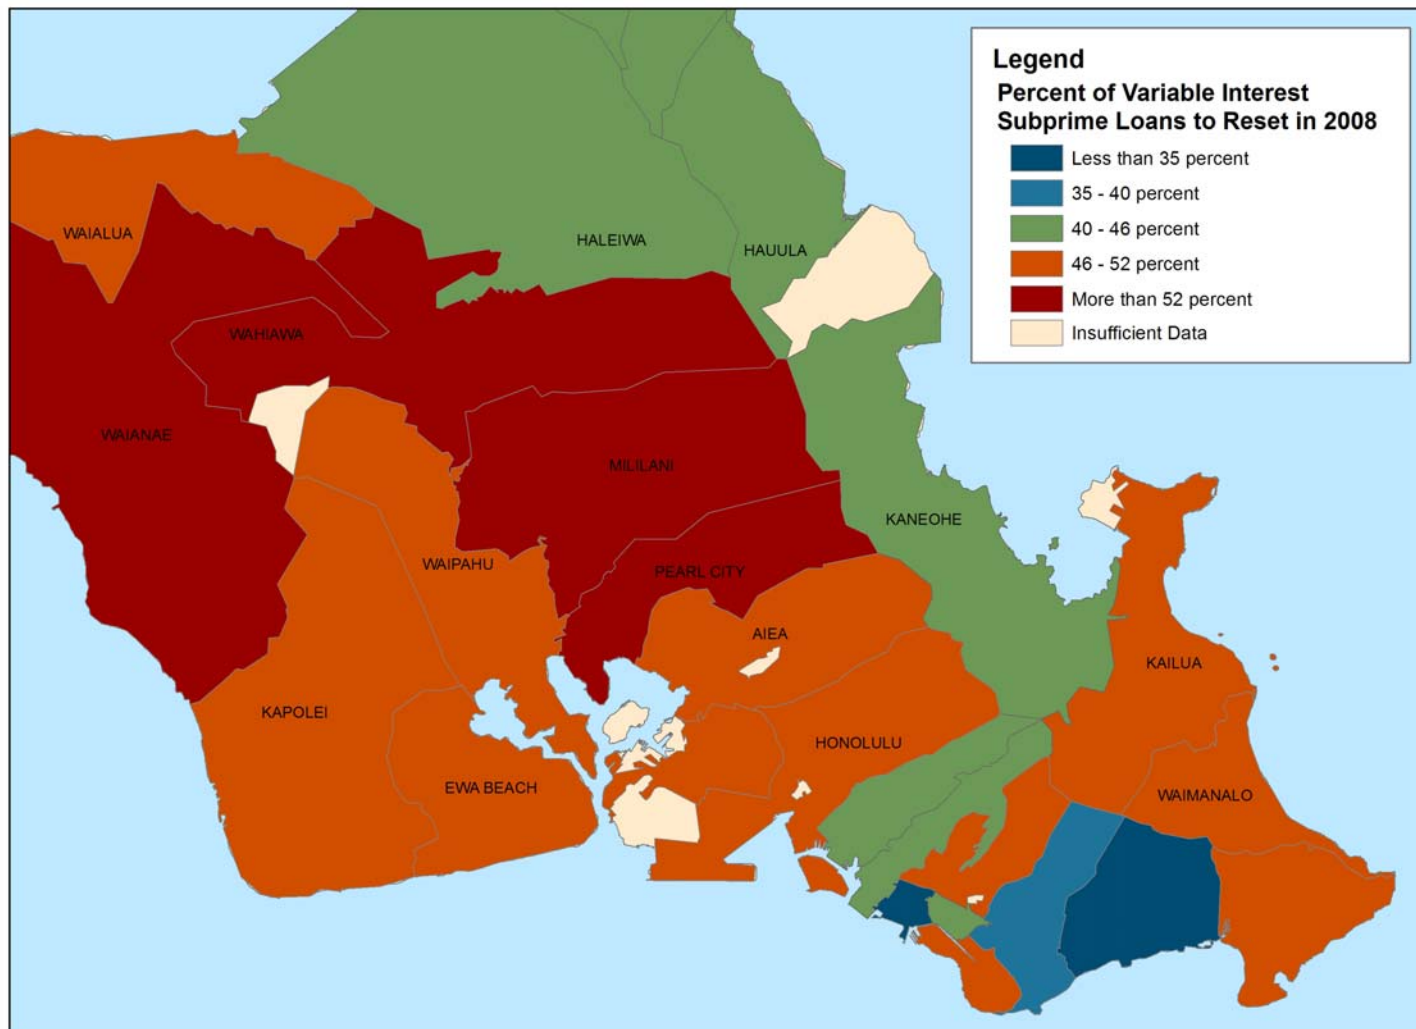 Legend
Percent of Variable Interest
Subprime Loans to Reset in 2008
Less than 35 percent
35 - 40 percent
40 - 46 percent
46 - 52 percent
More than 52 percent
Insufficient Data
WAIALUA
HALEIWA
HAUULA
WAHIAWA
WAIANAE
MILILANI
KANEOHE
WAIPAHU
PEARL CITY
AIEA
KAILUA
KAPOLEI
HONOLULU
EWA BEACH
WAIMANALO